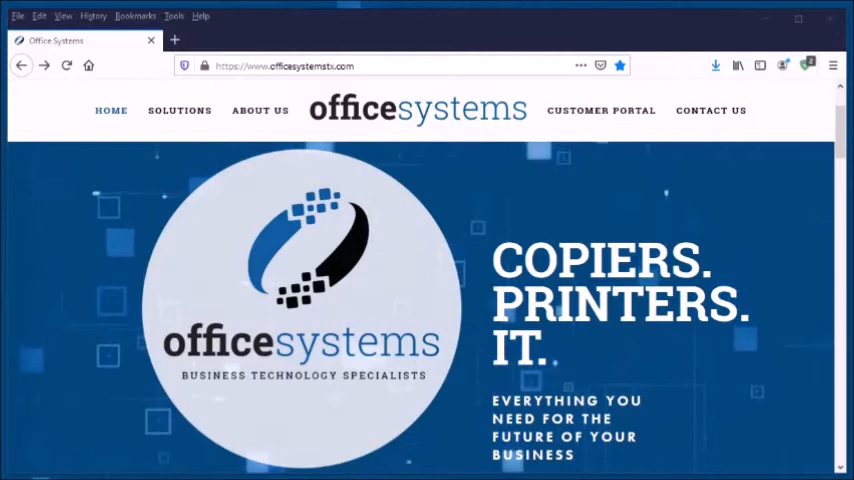 File Edit View History Bookmarks Tools Help
Office Systems
https://www.officesystemstx.com
2
HOME SOLUTIONS ABOUT US officesystems CUSTOMER PORTAL CONTACT US
officesystems
BUSINESS TECHNOLOGY SPECIALISTS
COPIERS.
PRINTERS.
IT.
EVERYTHING YOU
NEED FOR THE
FUTURE OF YOUR
BUSINESS